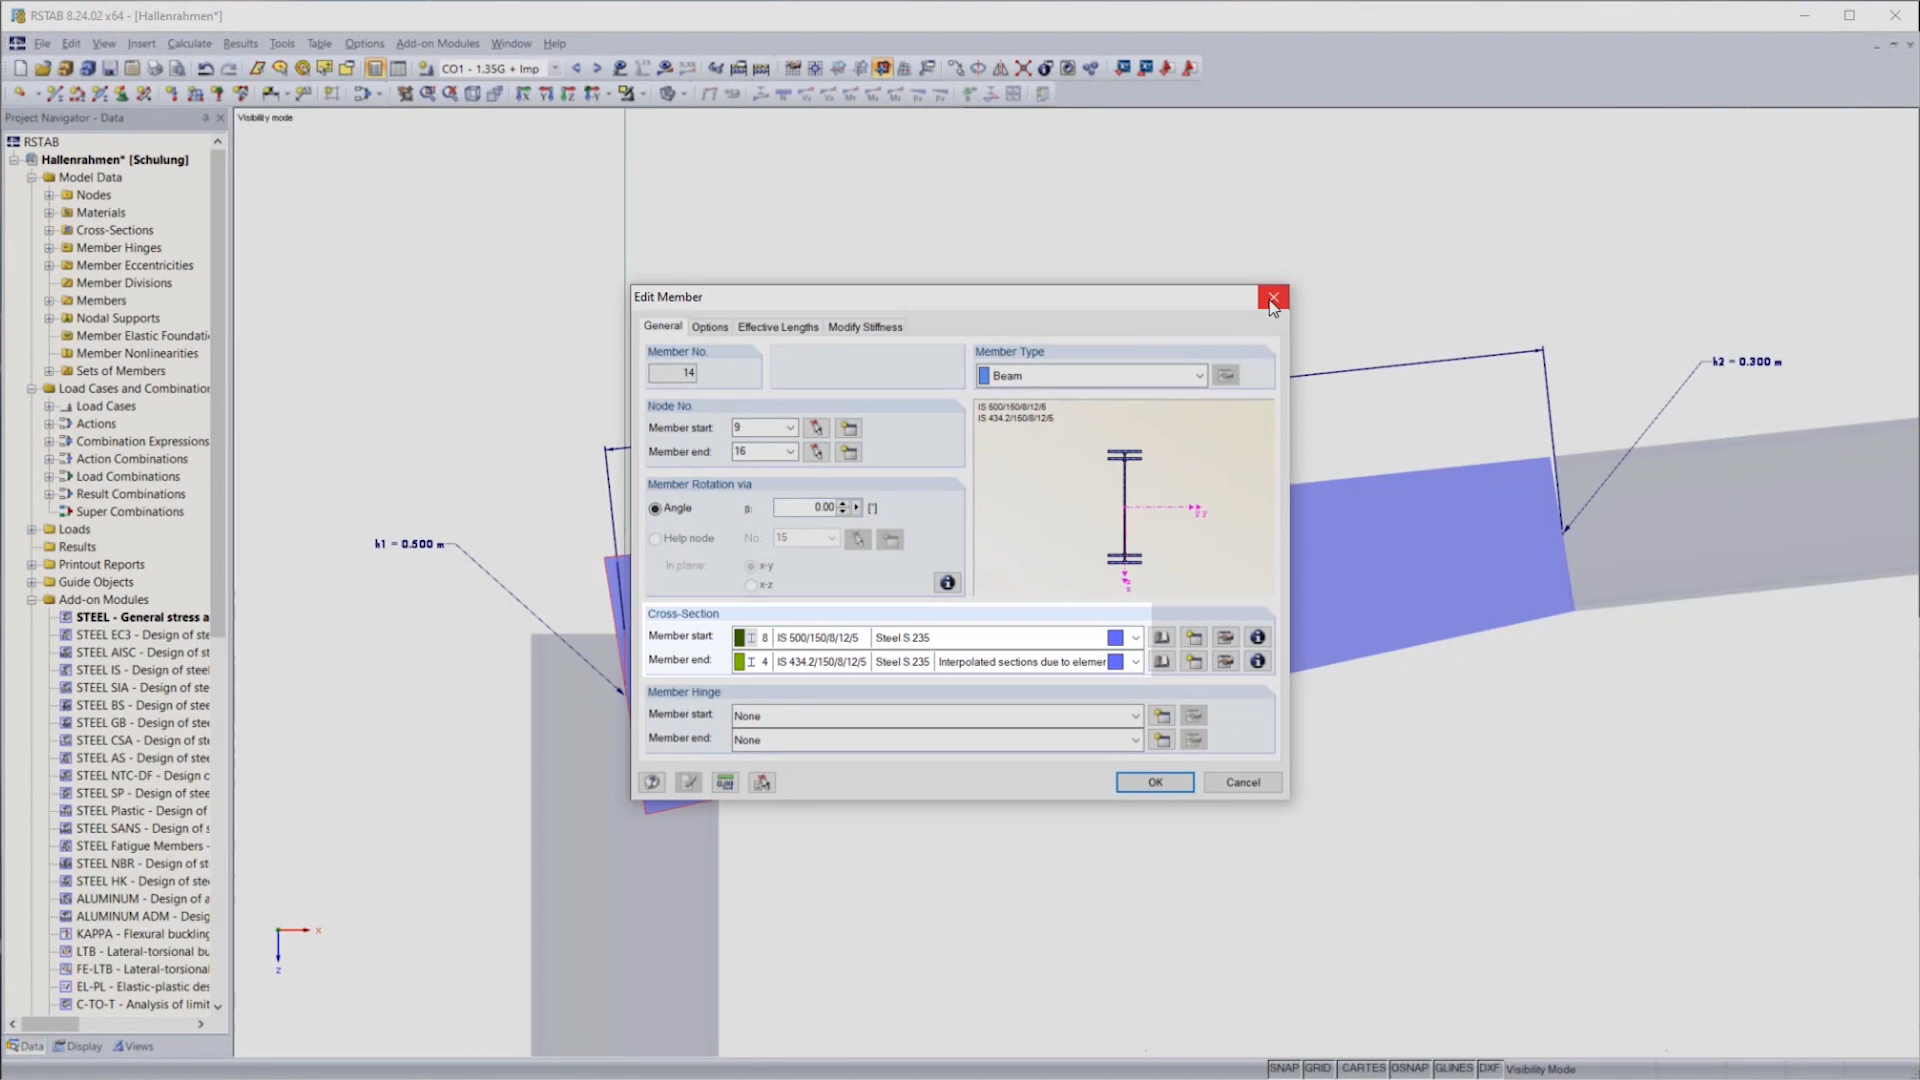 RSTAB 8.24.02 x64 - [Hallenrahmen*]
File Edit View Insert Calculate Results Tools Table Options Add-on Modules Window Help
CO1 - 1.35G + Imp
Project Navigator - Data
Visibility mode
RSTAB
Hallenrahmen* [Schulung]
Model Data
Nodes
Materials
Cross-Sections
Member Hinges
Member Eccentricities
Member Divisions
Members
Nodal Supports
Member Elastic Foundati
Member Nonlinearities
Sets of Members
Load Cases and Combination
Load Cases
Actions
Combination Expressions
Action Combinations
Load Combinations
Result Combinations
Super Combinations
Loads
Results
Printout Reports
Guide Objects
Add-on Modules
STEEL - General stress a
STEEL EC3 - Design of ste
STEEL AISC - Design of ste
STEEL IS - Design of steel
STEEL SIA - Design of ste
STEEL BS - Design of stee
STEEL GB - Design of stee
STEEL CSA - Design of ste
STEEL AS - Design of stee
STEEL NTC-DF - Design o
STEEL SP - Design of stee
STEEL Plastic - Design of
STEEL SANS - Design of s
STEEL Fatigue Members -
STEEL NBR - Design of st
STEEL HK - Design of ste
ALUMINUM - Design of a
ALUMINUM ADM - Desig
KAPPA - Flexural buckling
LTB - Lateral-torsional bu
FE-LTB - Lateral-torsional
EL-PL - Elastic-plastic des
C-TO-T - Analysis of limit
Data Display Views
h1 = 0.500 m
h2 = 0.300 m
x
z
Edit Member
General Options Effective Lengths Modify Stiffness
Member No.
14
Member Type
Beam
Node No.
Member start: 9
Member end: 16
IS 500/150/8/12/5
IS 434.2/150/8/12/5
Member Rotation via
Angle β: 0.00 [°]
Help node No. 15
In plane: x-y
x-z
y
z
Cross-Section
Member start: 8 IS 500/150/8/12/5 Steel S 235
Member end: 4 IS 434.2/150/8/12/5 Steel S 235 Interpolated sections due to elemer
Member Hinge
Member start: None
Member end: None
OK Cancel
SNAP GRID CARTES OSNAP GLINES DXF Visibility Mode